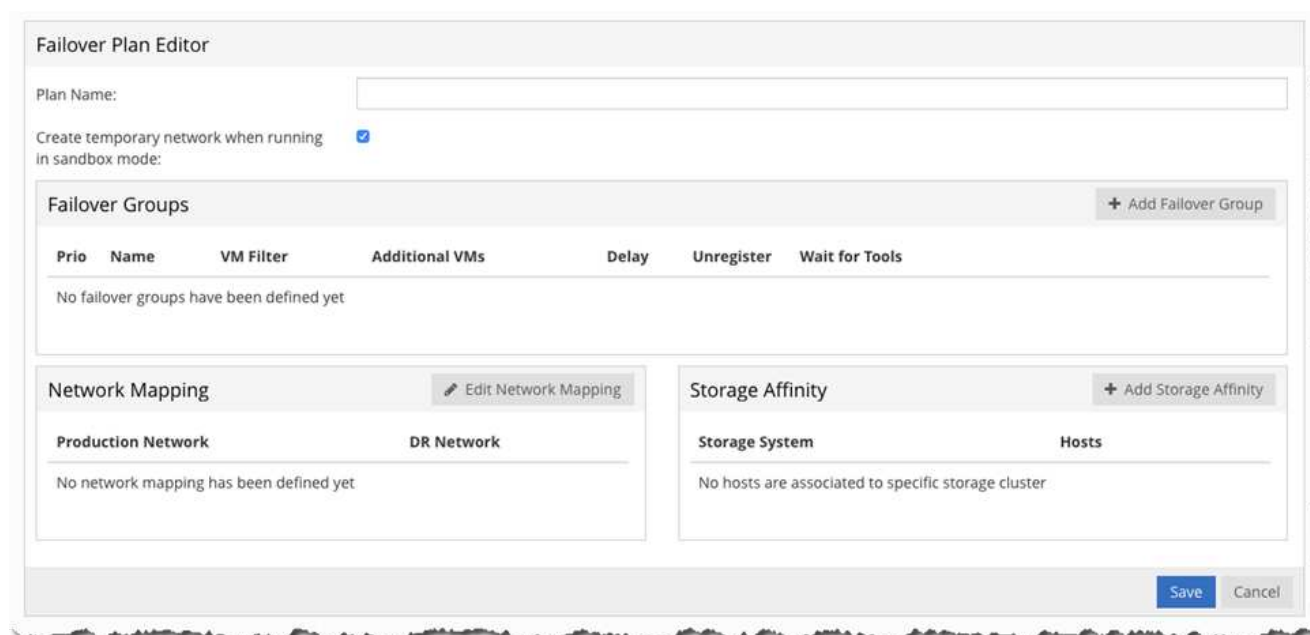 Failover Plan Editor
Plan Name:
Create temporary network when running
in sandbox mode:
Failover Groups
+ Add Failover Group
Prio Name VM Filter Additional VMs Delay Unregister Wait for Tools
No failover groups have been defined yet
Network Mapping
Edit Network Mapping
Production Network DR Network
No network mapping has been defined yet
Storage Affinity
+ Add Storage Affinity
Storage System Hosts
No hosts are associated to specific storage cluster
Save Cancel